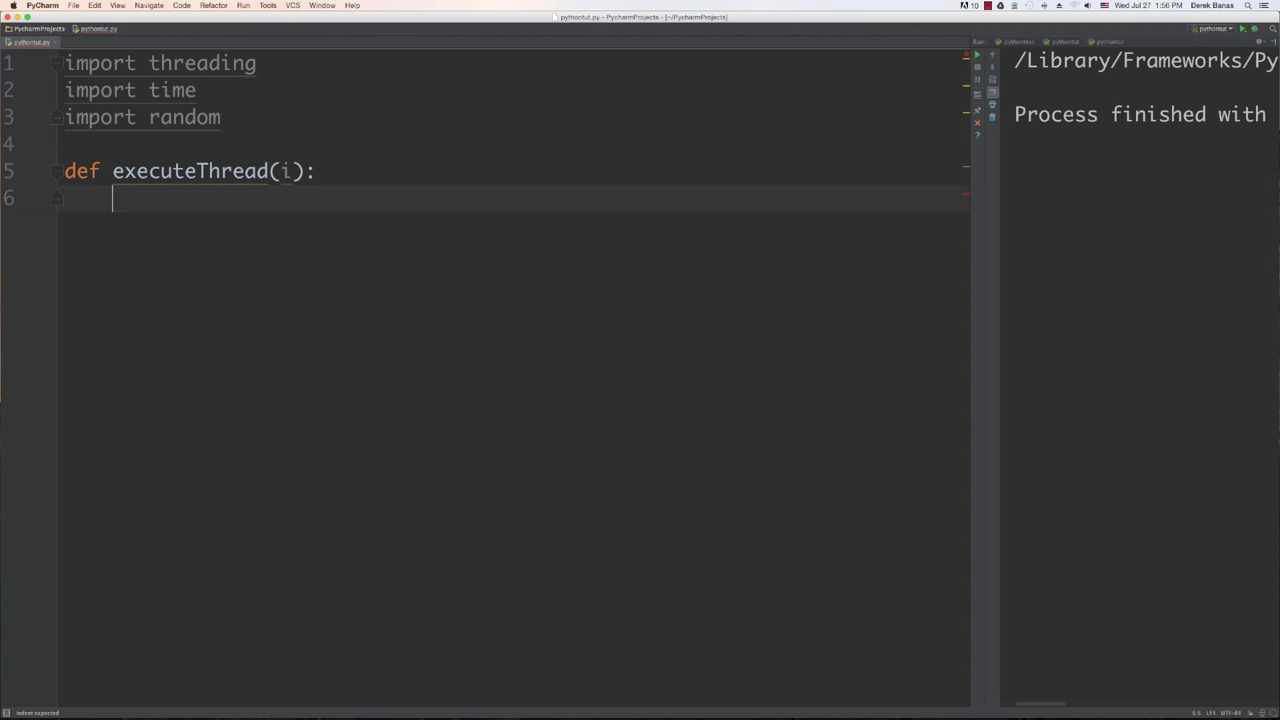 PyCharm File Edit View Navigate Code Refactor Run Tools VCS Window Help 10 Wed Jul 27 1:56 PM Derek Banas
pythontut.py - PycharmProjects - [~/PycharmProjects]
PycharmProjects pythontut.py pythontut
pythontut.py Run: pythontest pythontut pythontut
1 import threading
2 import time
3 import random
4
5 def executeThread(i):
6
/Library/Frameworks/Py
Process finished with
Indent expected 6:5 LF÷ UTF-8÷